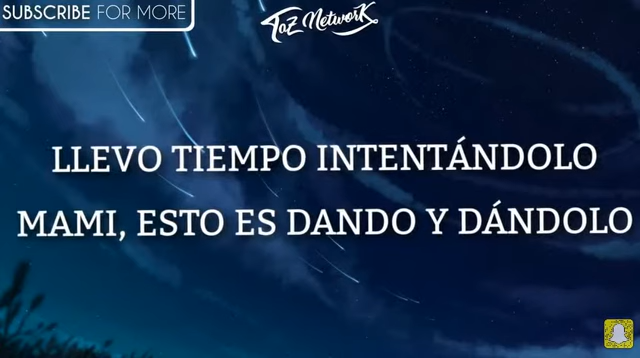 SUBSCRIBE FOR MORE
TaZ Network
LLEVO TIEMPO INTENTÁNDOLO
MAMI, ESTO ES DANDO Y DÁNDOLO